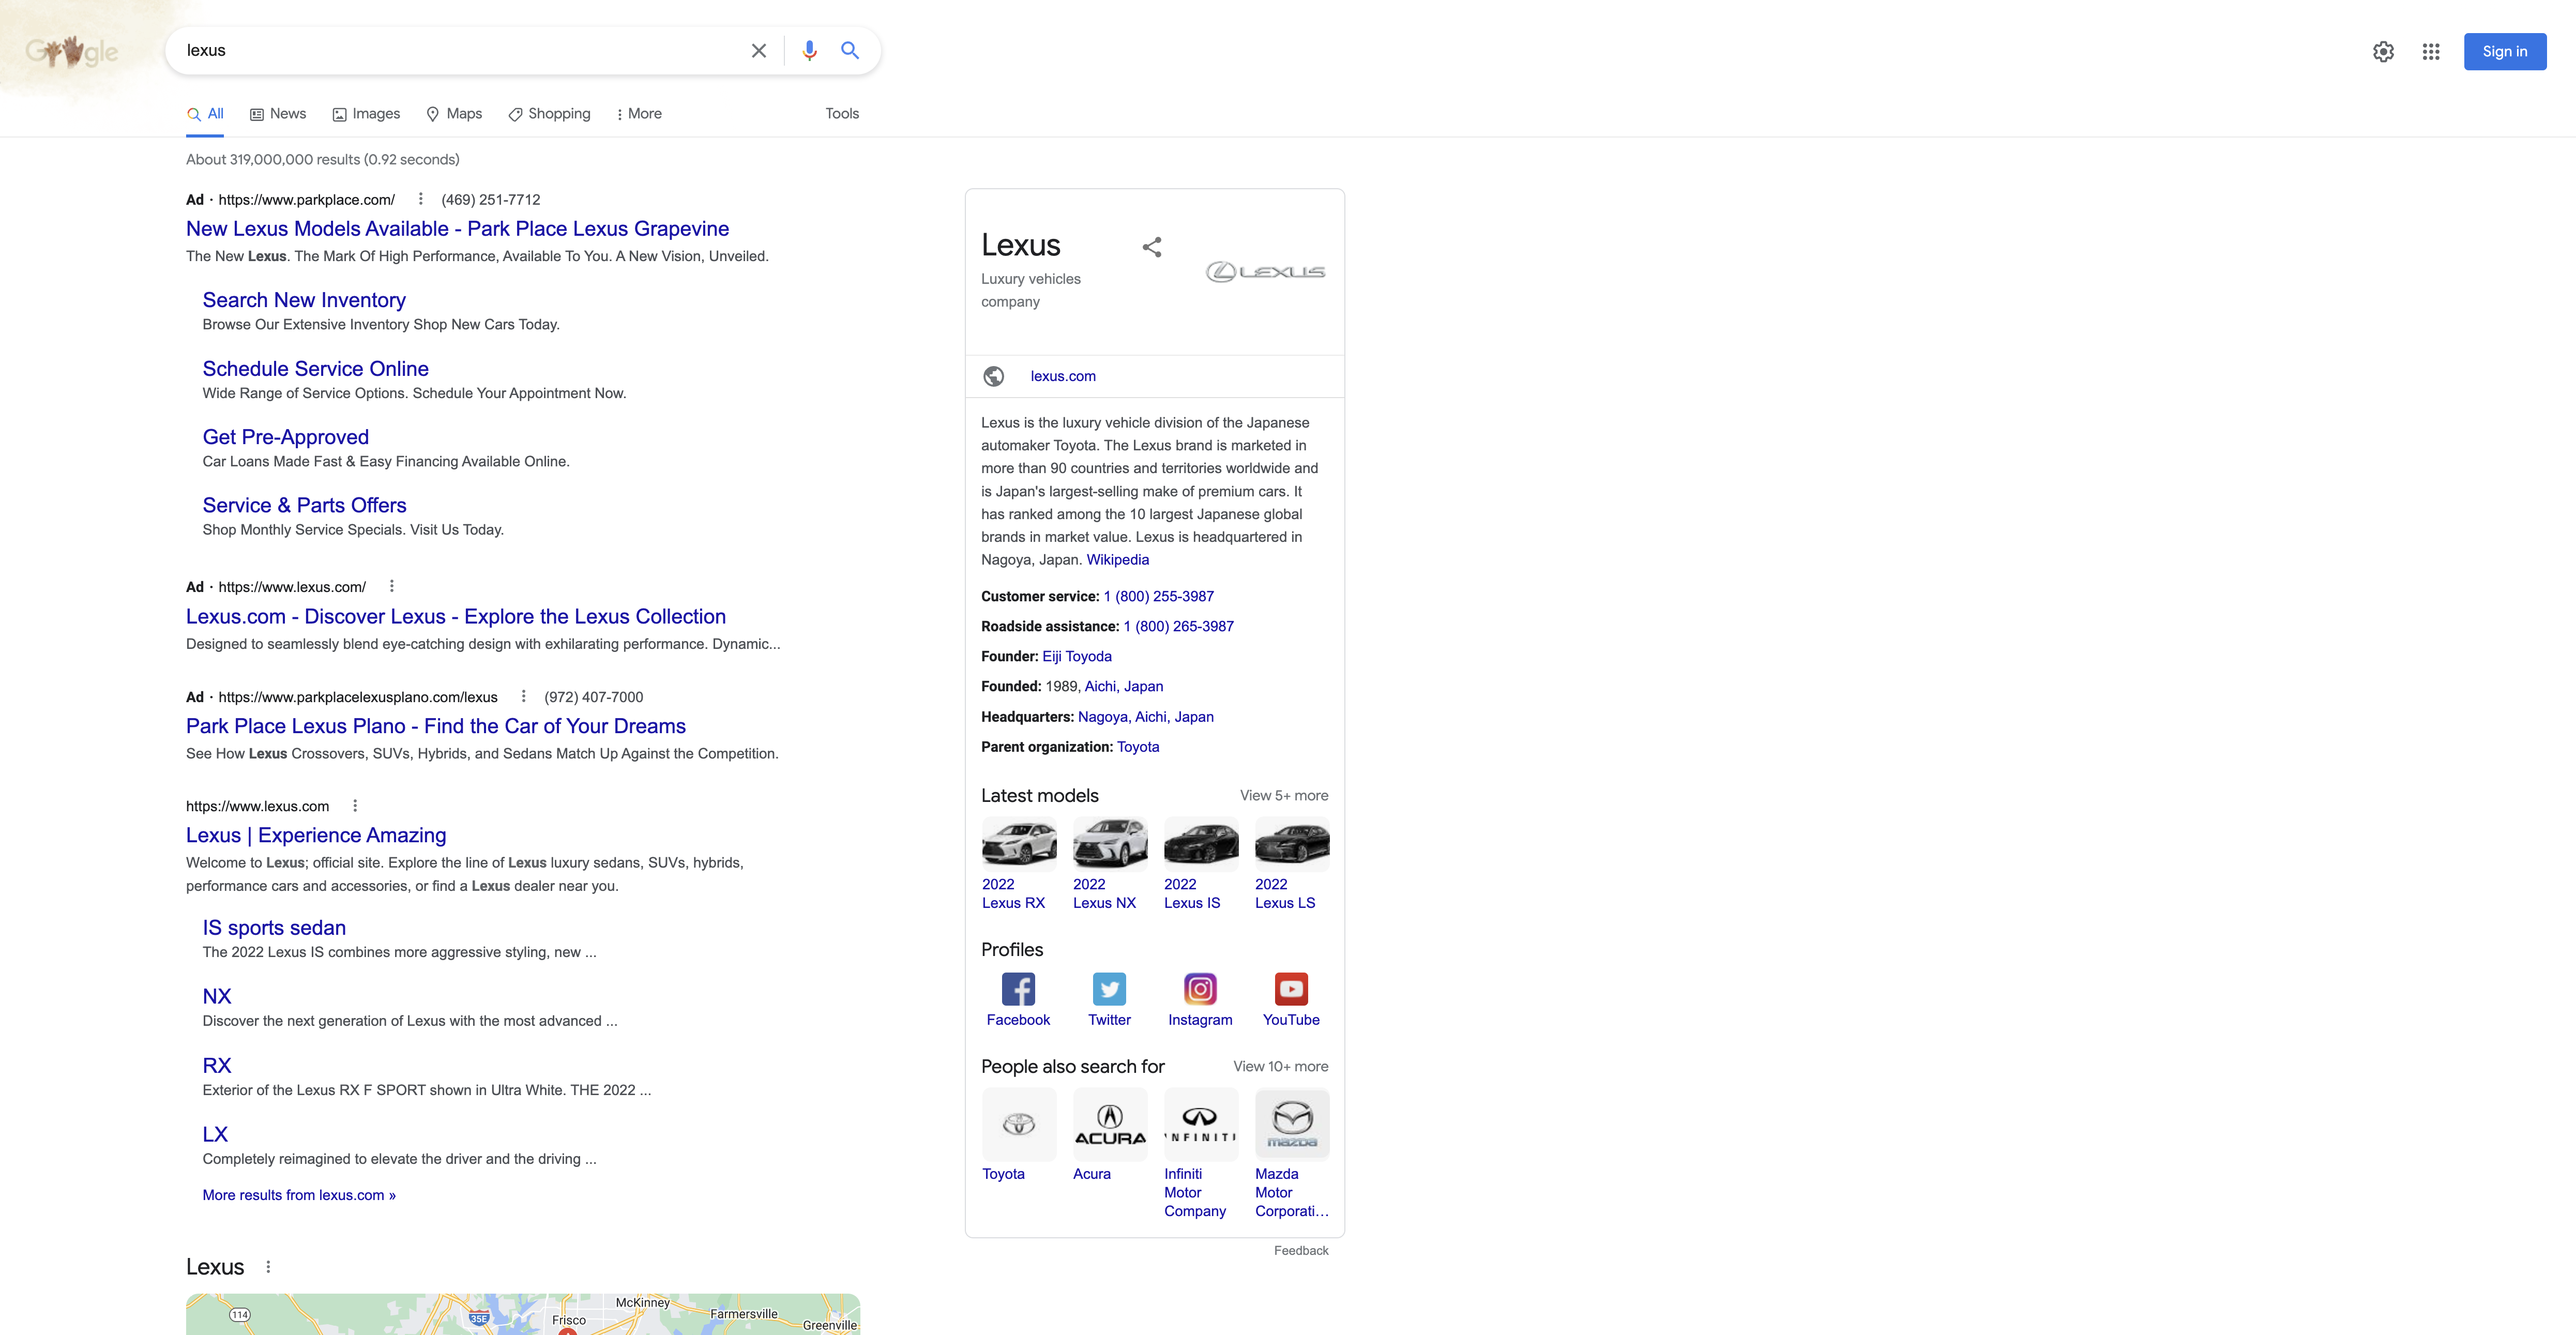 Google
lexus
Sign in
All
News
Images
Maps
Shopping
More
Tools
About 319,000,000 results (0.92 seconds)
Ad · https://www.parkplace.com/ (469) 251-7712
New Lexus Models Available - Park Place Lexus Grapevine
The New Lexus. The Mark Of High Performance, Available To You. A New Vision, Unveiled.
Search New Inventory
Browse Our Extensive Inventory Shop New Cars Today.
Schedule Service Online
Wide Range of Service Options. Schedule Your Appointment Now.
Get Pre-Approved
Car Loans Made Fast & Easy Financing Available Online.
Service & Parts Offers
Shop Monthly Service Specials. Visit Us Today.
Ad · https://www.lexus.com/
Lexus.com - Discover Lexus - Explore the Lexus Collection
Designed to seamlessly blend eye-catching design with exhilarating performance. Dynamic...
Ad · https://www.parkplacelexusplano.com/lexus (972) 407-7000
Park Place Lexus Plano - Find the Car of Your Dreams
See How Lexus Crossovers, SUVs, Hybrids, and Sedans Match Up Against the Competition.
https://www.lexus.com
Lexus | Experience Amazing
Welcome to Lexus; official site. Explore the line of Lexus luxury sedans, SUVs, hybrids,
performance cars and accessories, or find a Lexus dealer near you.
IS sports sedan
The 2022 Lexus IS combines more aggressive styling, new ...
NX
Discover the next generation of Lexus with the most advanced ...
RX
Exterior of the Lexus RX F SPORT shown in Ultra White. THE 2022 ...
LX
Completely reimagined to elevate the driver and the driving ...
More results from lexus.com »
Lexus
114
35E
McKinney
Frisco
Farmersville
Greenville
Lexus
Luxury vehicles
company
LEXUS
lexus.com
Lexus is the luxury vehicle division of the Japanese
automaker Toyota. The Lexus brand is marketed in
more than 90 countries and territories worldwide and
is Japan's largest-selling make of premium cars. It
has ranked among the 10 largest Japanese global
brands in market value. Lexus is headquartered in
Nagoya, Japan. Wikipedia
Customer service: 1 (800) 255-3987
Roadside assistance: 1 (800) 265-3987
Founder: Eiji Toyoda
Founded: 1989, Aichi, Japan
Headquarters: Nagoya, Aichi, Japan
Parent organization: Toyota
Latest models
View 5+ more
2022
Lexus RX
2022
Lexus NX
2022
Lexus IS
2022
Lexus LS
Profiles
Facebook
Twitter
Instagram
YouTube
People also search for
View 10+ more
ACURA
INFINITI
mazda
Toyota
Acura
Infiniti
Motor
Company
Mazda
Motor
Corporati...
Feedback